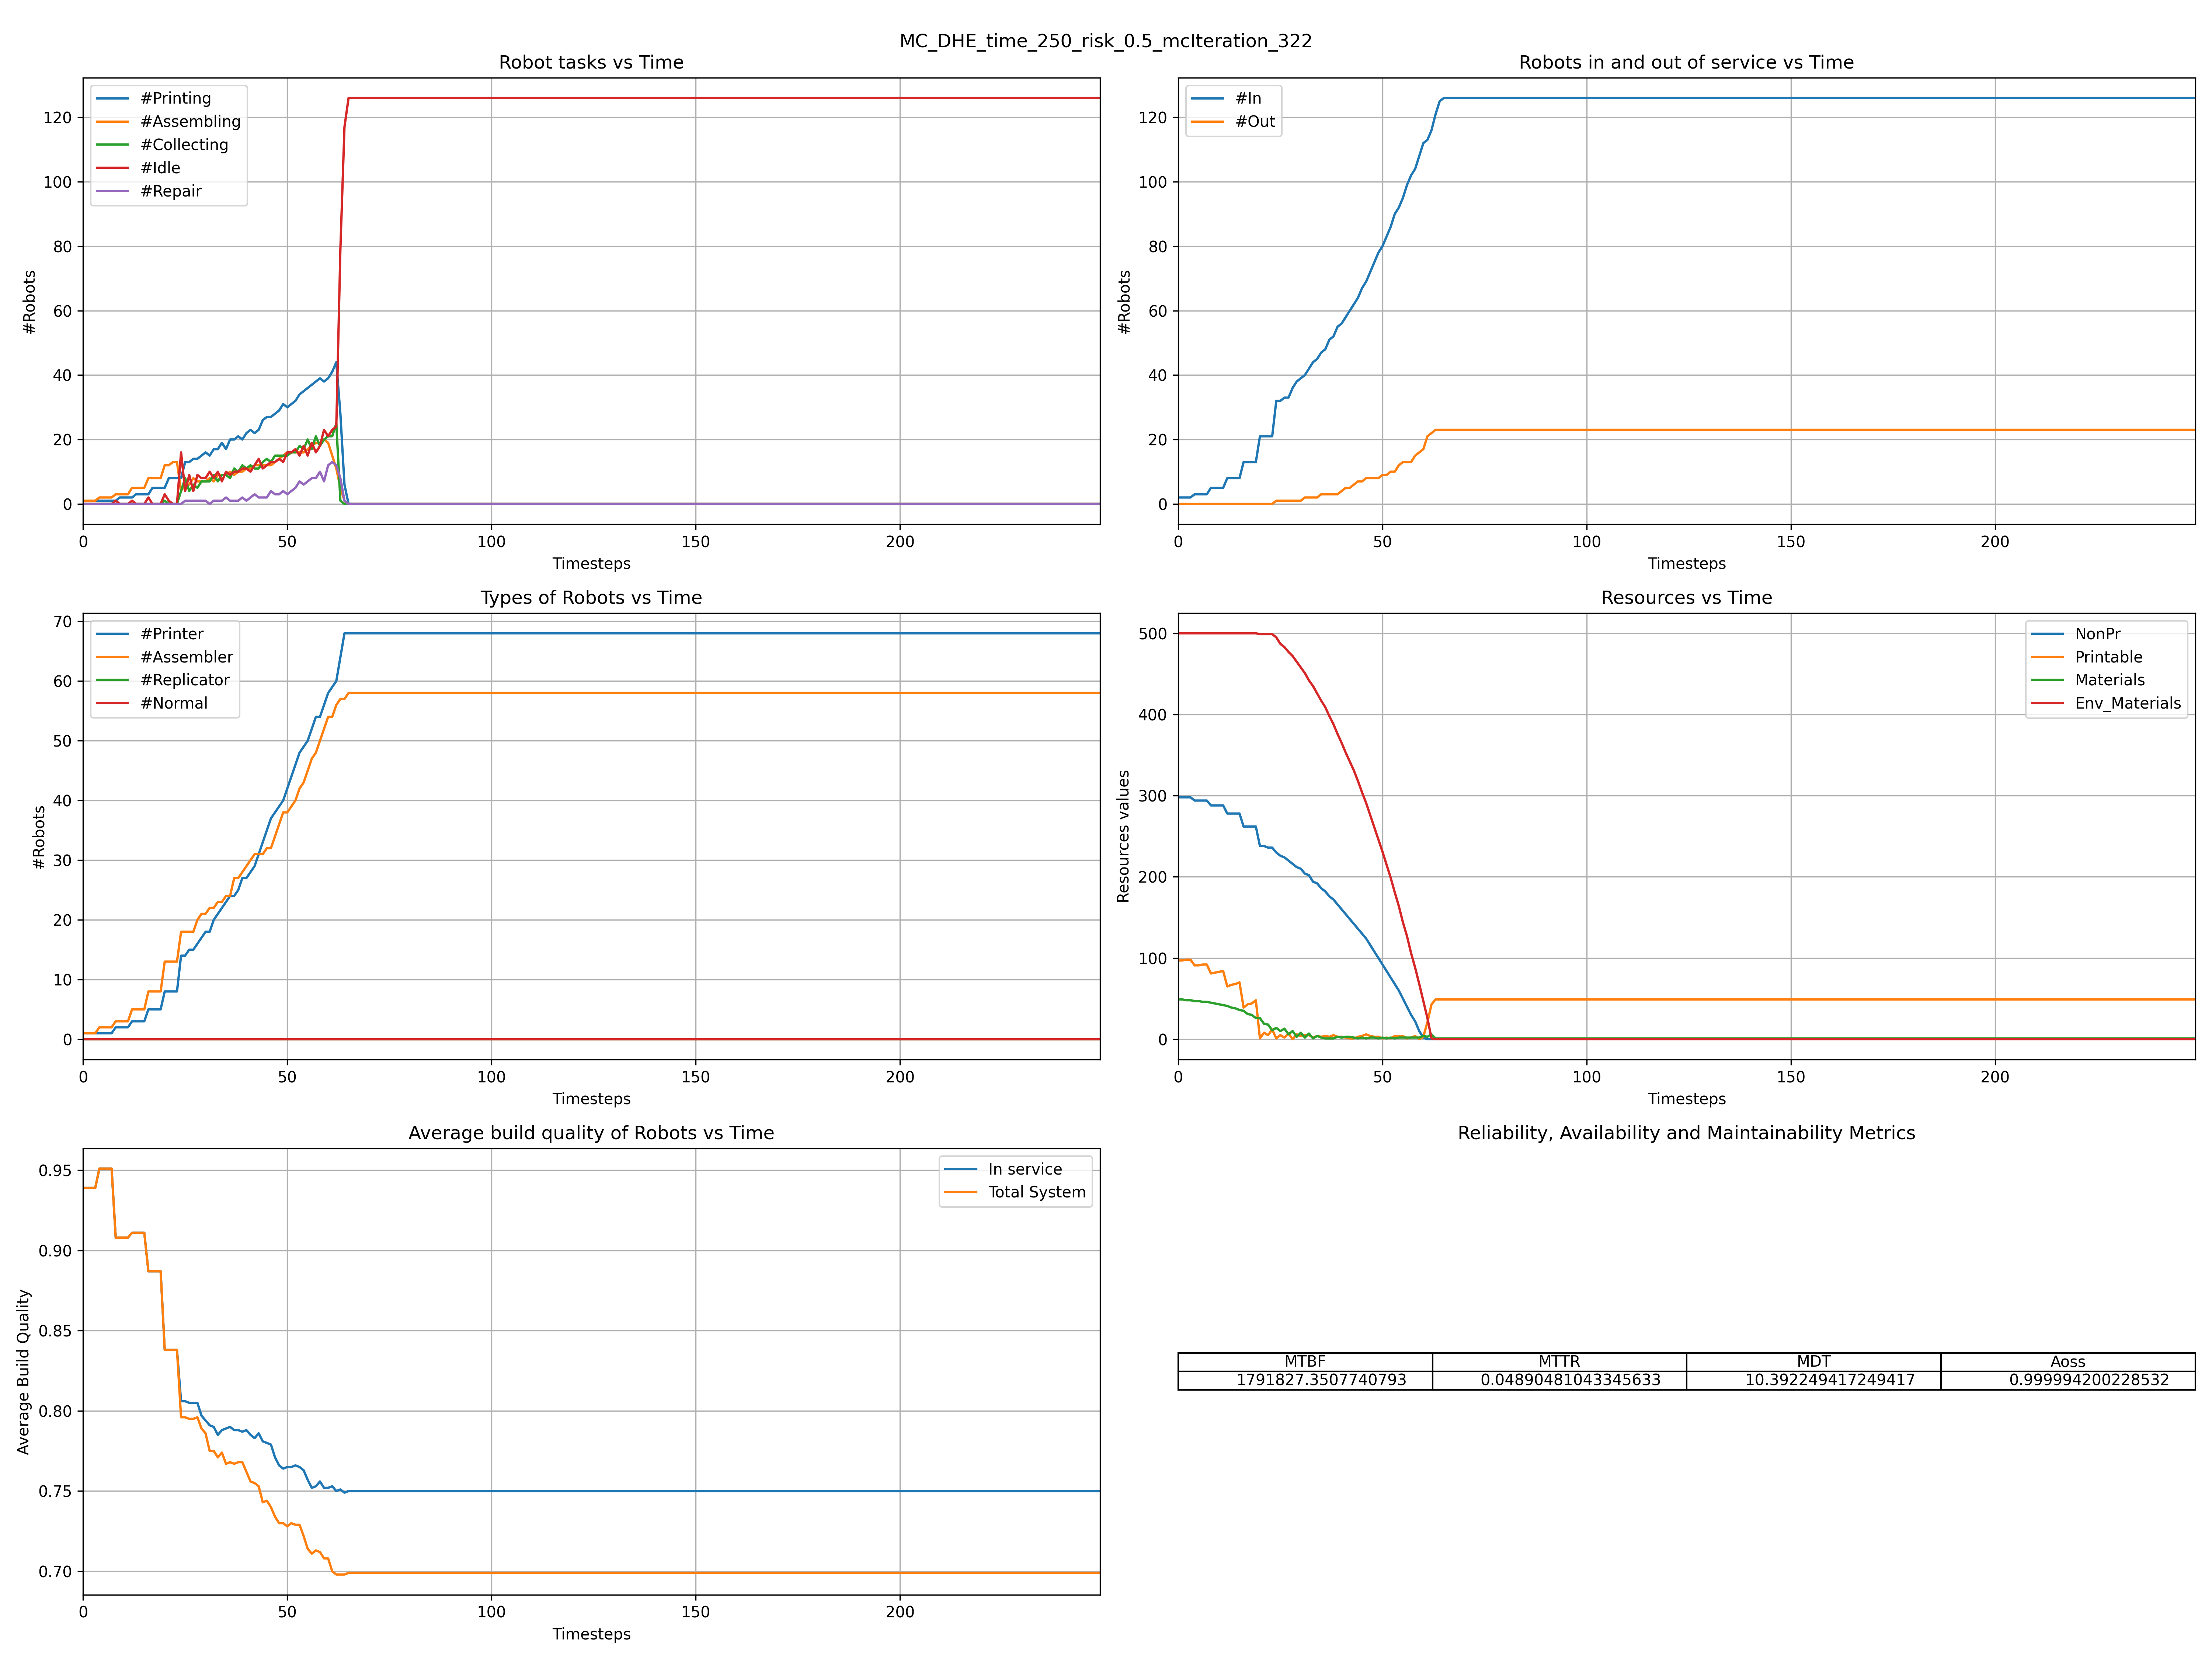 MC_DHE_time_250_risk_0.5_mcIteration_322
Robot tasks vs Time
#Printing
#Assembling
#Collecting
#Idle
#Repair
120
100
80
60
40
20
0
#Robots
0 50 100 150 200
Timesteps
Robots in and out of service vs Time
#In
#Out
120
100
80
60
40
20
0
#Robots
0 50 100 150 200
Timesteps
Types of Robots vs Time
#Printer
#Assembler
#Replicator
#Normal
70
60
50
40
30
20
10
0
#Robots
0 50 100 150 200
Timesteps
Resources vs Time
NonPr
Printable
Materials
Env_Materials
500
400
300
200
100
0
Resources values
0 50 100 150 200
Timesteps
Average build quality of Robots vs Time
In service
Total System
0.95
0.90
0.85
0.80
0.75
0.70
Average Build Quality
0 50 100 150 200
Timesteps
Reliability, Availability and Maintainability Metrics
MTBF MTTR MDT Aoss
1791827.3507740793 0.04890481043345633 10.392249417249417 0.999994200228532